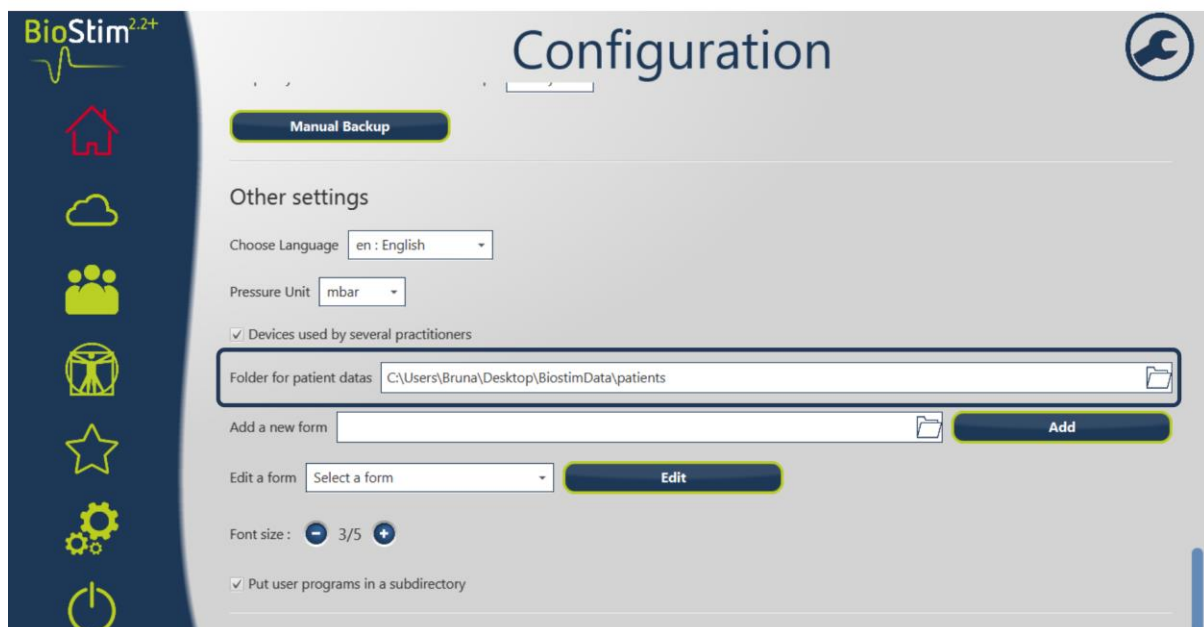 BioStim2.2+
Configuration
Manual Backup
Other settings
Choose Language en : English
Pressure Unit mbar
Devices used by several practitioners
Folder for patient datas C:\Users\Bruna\Desktop\BiostimData\patients
Add a new form Add
Edit a form Select a form Edit
Font size : 3/5
Put user programs in a subdirectory